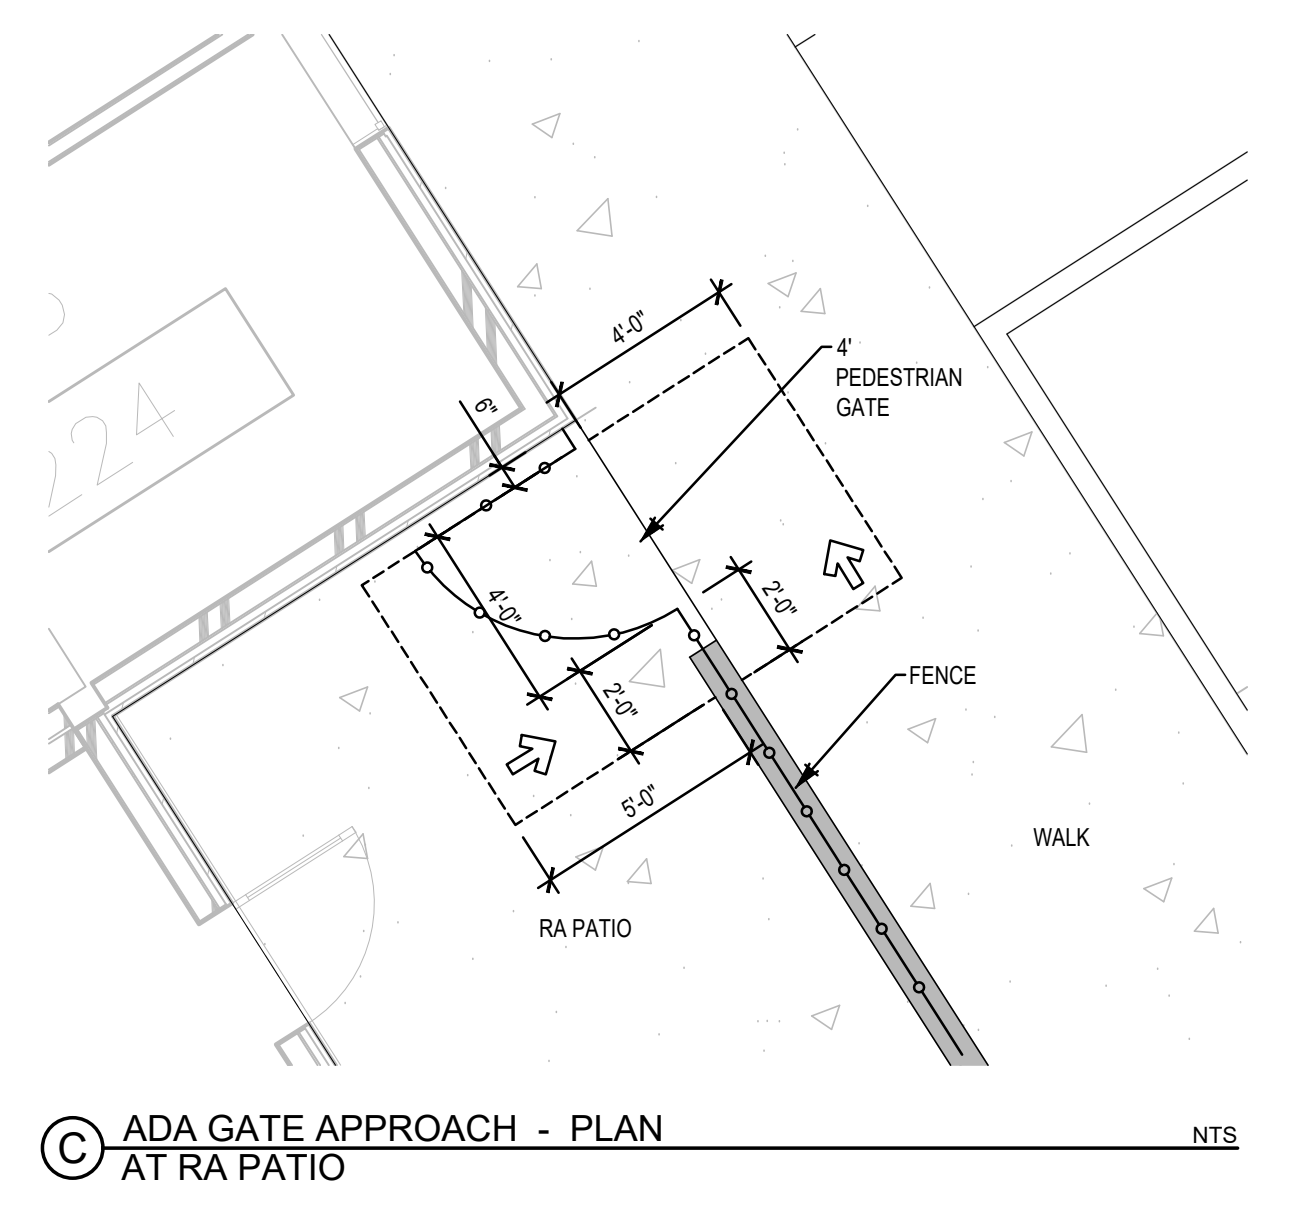 4'-0"
4'
PEDESTRIAN
GATE
6"
224
4'-0"
2'-0"
FENCE
2'-0"
5'-0"
WALK
RA PATIO
C
ADA GATE APPROACH - PLAN
NTS
AT RA PATIO